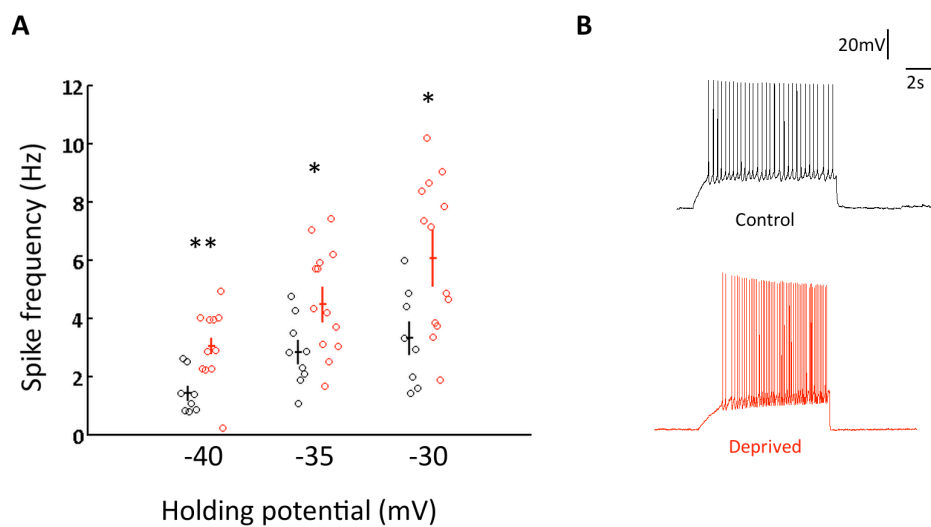 A
Spike frequency (Hz)
12
10
8
6
4
2
0
**
*
*
-40
-35
-30
Holding potential (mV)
B
20mV
2s
Control
Deprived